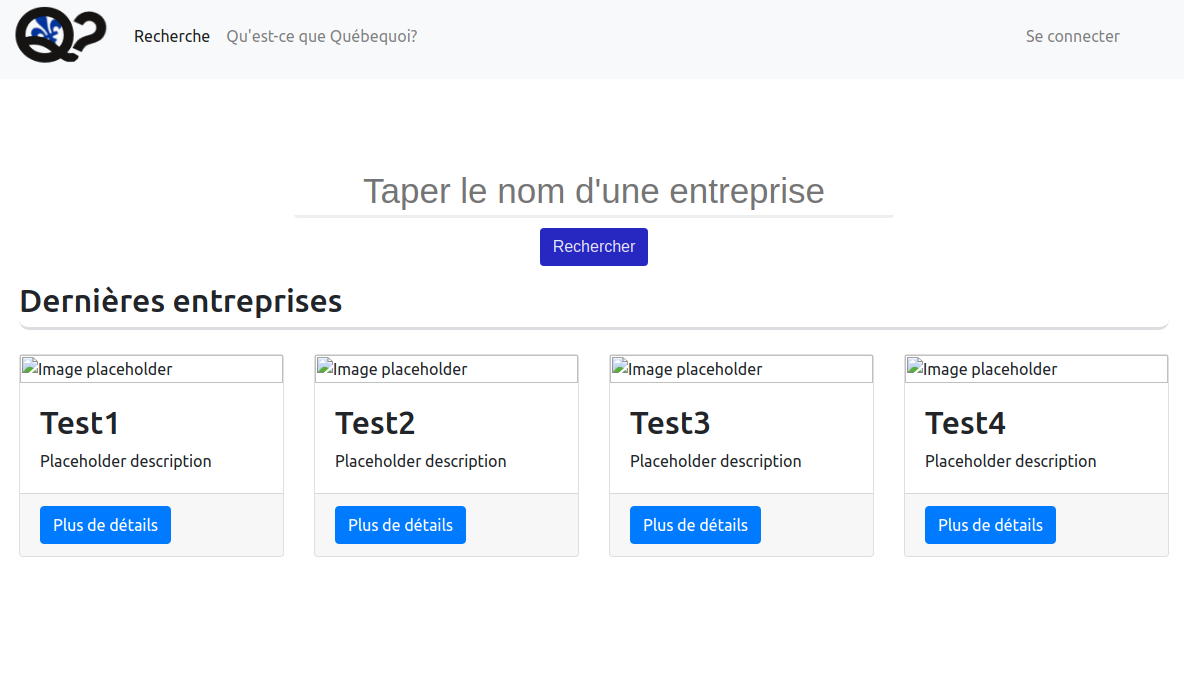 Q?
Recherche Qu'est-ce que Québequoi? Se connecter
Taper le nom d'une entreprise
Rechercher
Dernières entreprises
Image placeholder Image placeholder Image placeholder Image placeholder
Test1 Test2 Test3 Test4
Placeholder description Placeholder description Placeholder description Placeholder description
Plus de détails Plus de détails Plus de détails Plus de détails